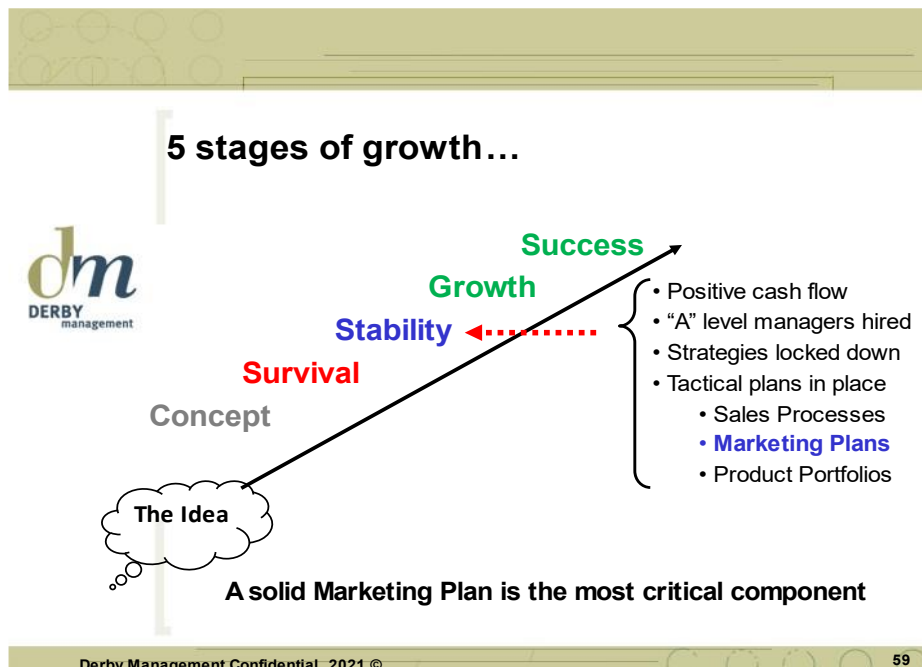 5 stages of growth…
dm
DERBY
management
Success
Growth
Stability
Survival
Concept
The Idea
• Positive cash flow
• “A” level managers hired
• Strategies locked down
• Tactical plans in place
• Sales Processes
• Marketing Plans
• Product Portfolios
A solid Marketing Plan is the most critical component
Derby Management Confidential 2021 ©
59